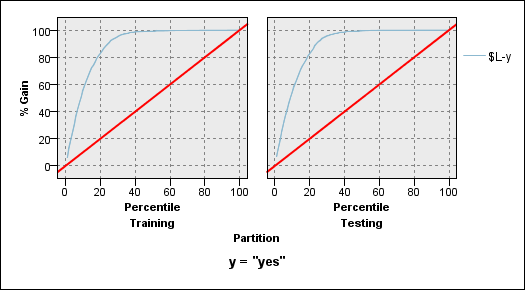 % Gain
100
80
60
40
20
0
0 20 40 60 80 100
0 20 40 60 80 100
Percentile
Percentile
Training
Testing
Partition
y = "yes"
$L-y